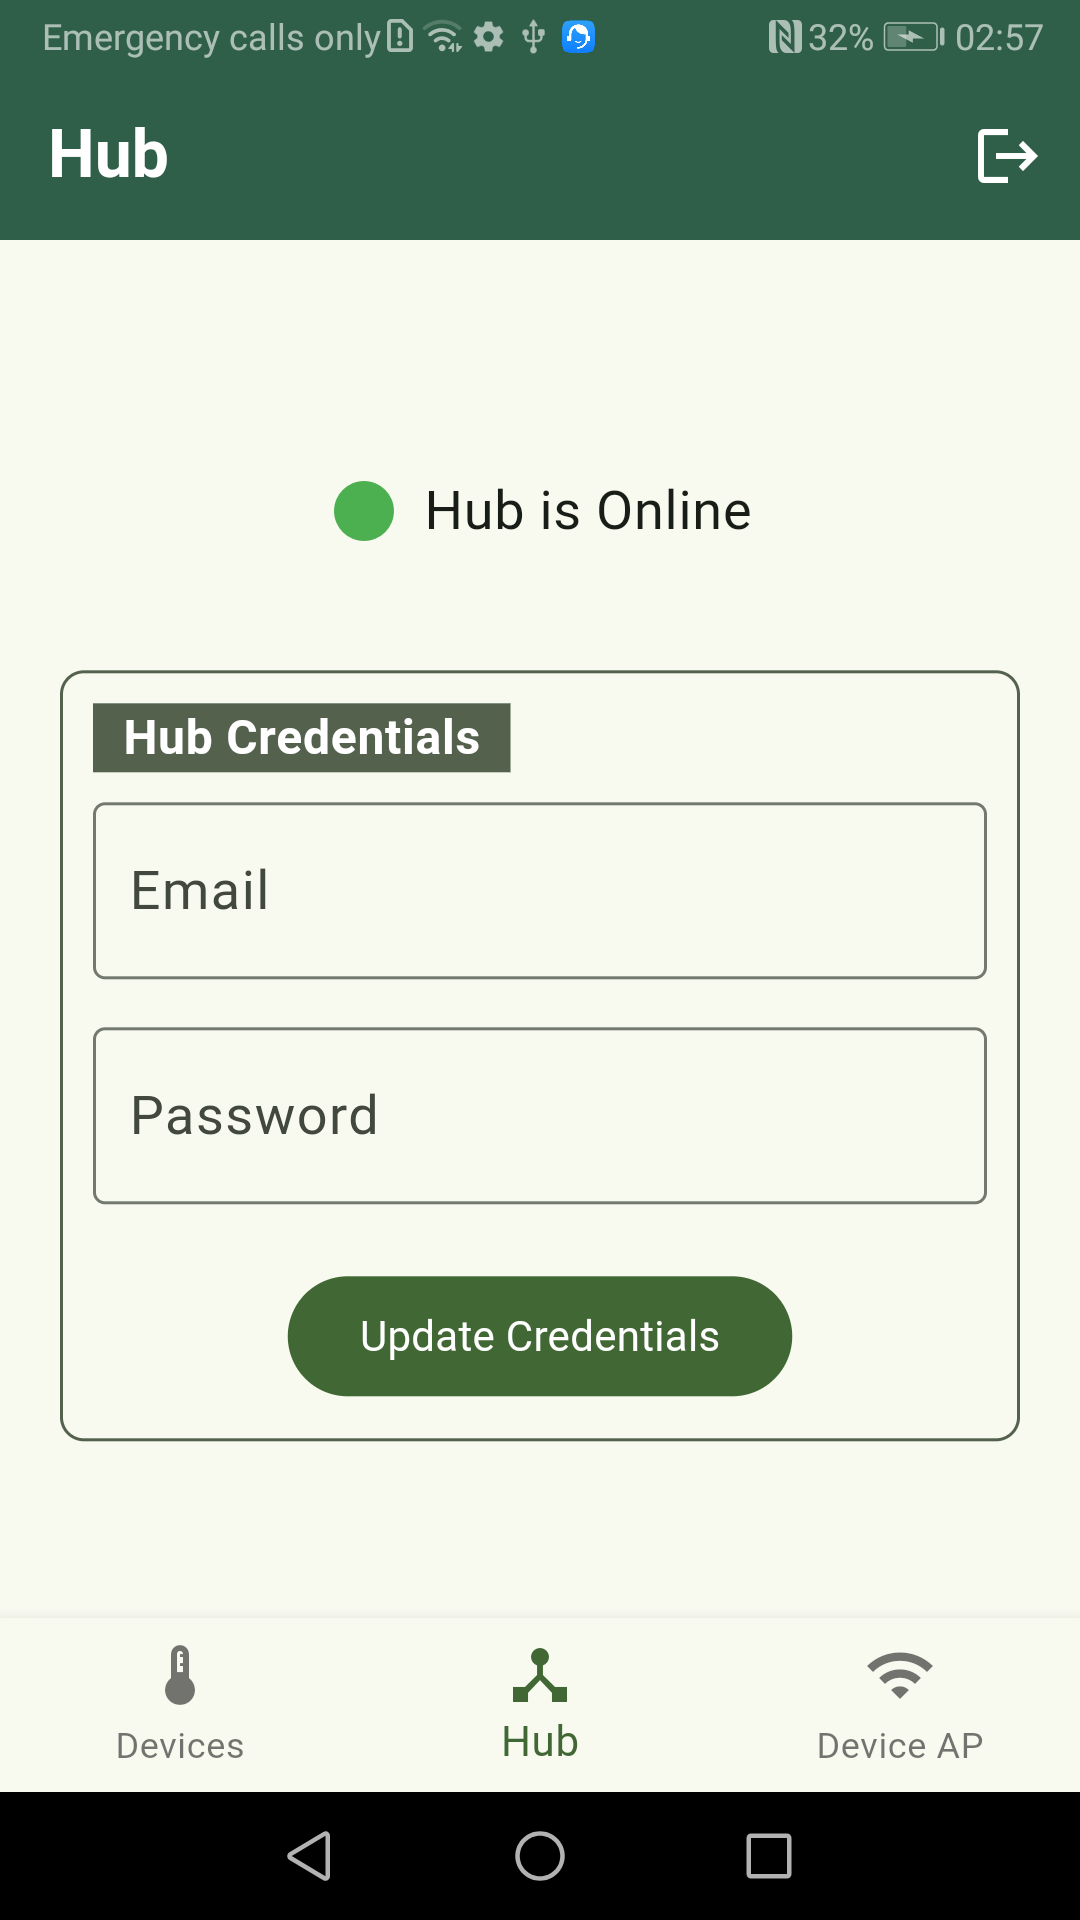 Emergency calls only 32% 02:57
Hub
Hub is Online
Hub Credentials
Email
Password
Update Credentials
Devices Hub Device AP